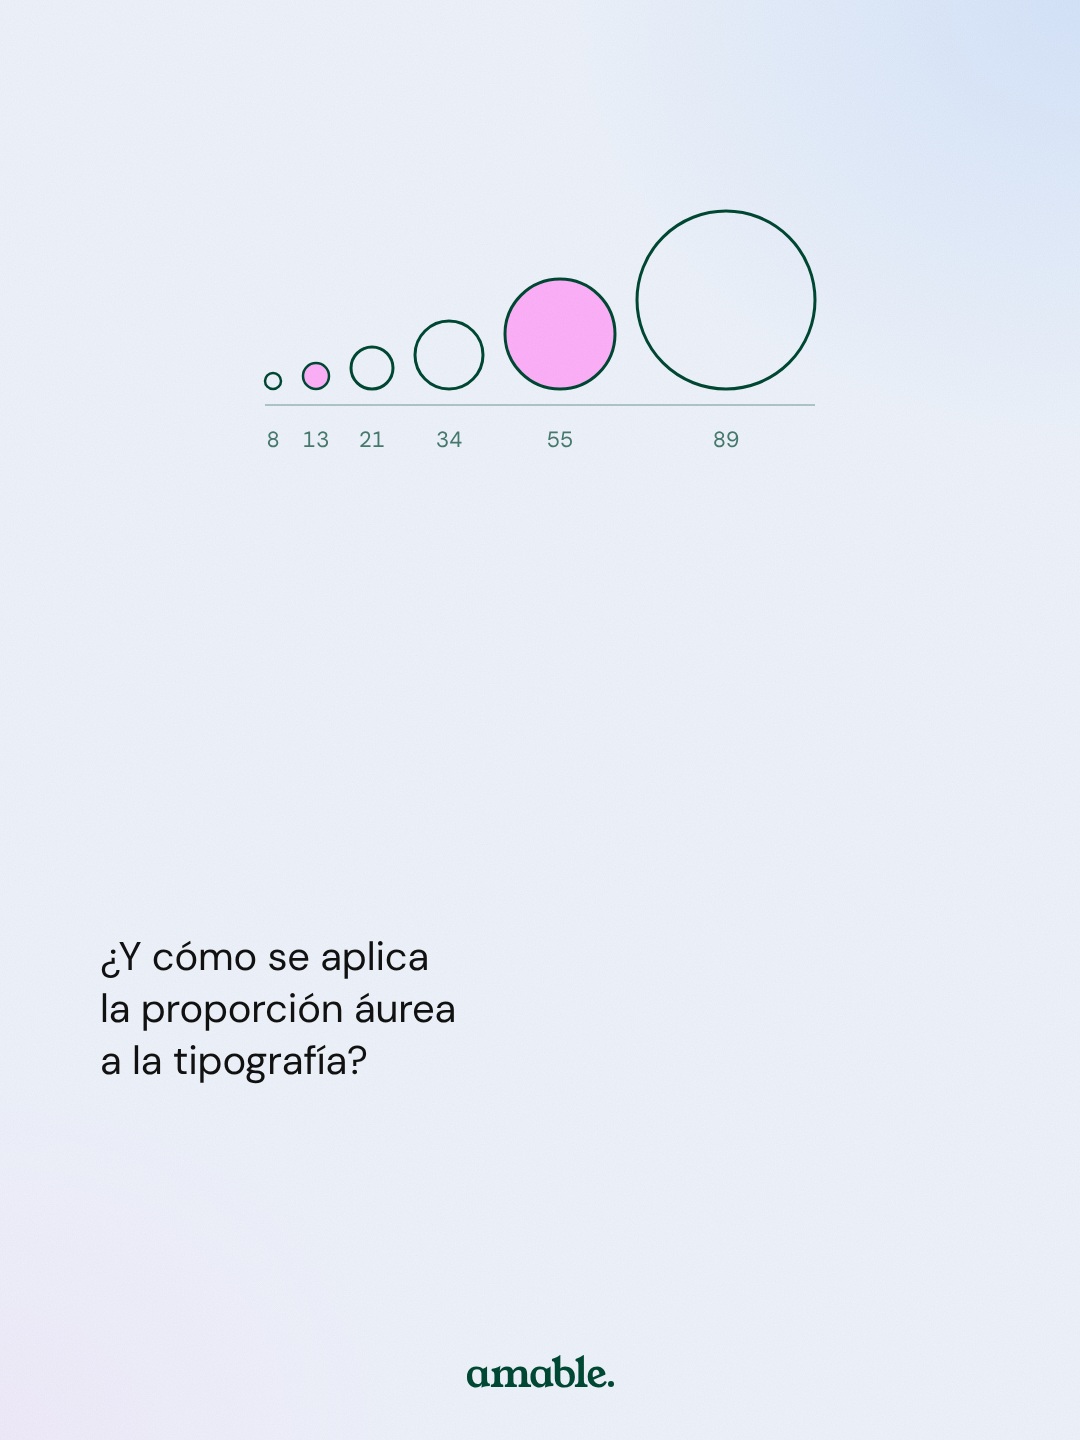 8 13 21 34 55 89
¿Y cómo se aplica
la proporción áurea
a la tipografía?
amable.